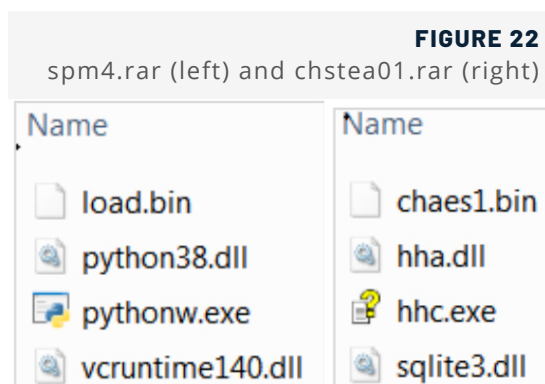 FIGURE 22
spm4.rar (left) and chstea01.rar (right)
Name
load.bin
python38.dll
pythonw.exe
vcruntime140.dll
Name
chaes1.bin
hha.dll
hhc.exe
sqlite3.dll